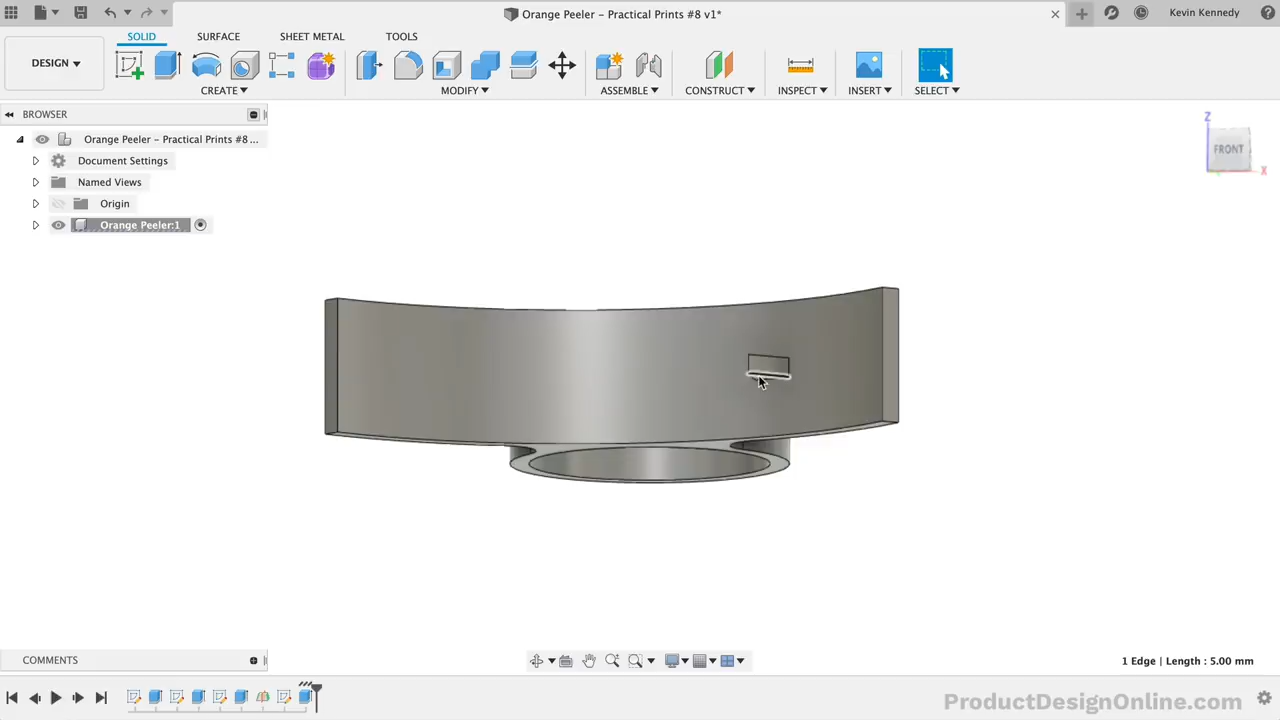 Orange Peeler – Practical Prints #8 v1*
Kevin Kennedy
SOLID SURFACE SHEET METAL TOOLS
DESIGN
CREATE MODIFY ASSEMBLE CONSTRUCT INSPECT INSERT SELECT
BROWSER
Orange Peeler – Practical Prints #8 ...
Document Settings
Named Views
Origin
Orange Peeler:1
Z
FRONT
X
COMMENTS
1 Edge | Length : 5.00 mm
ProductDesignOnline.com